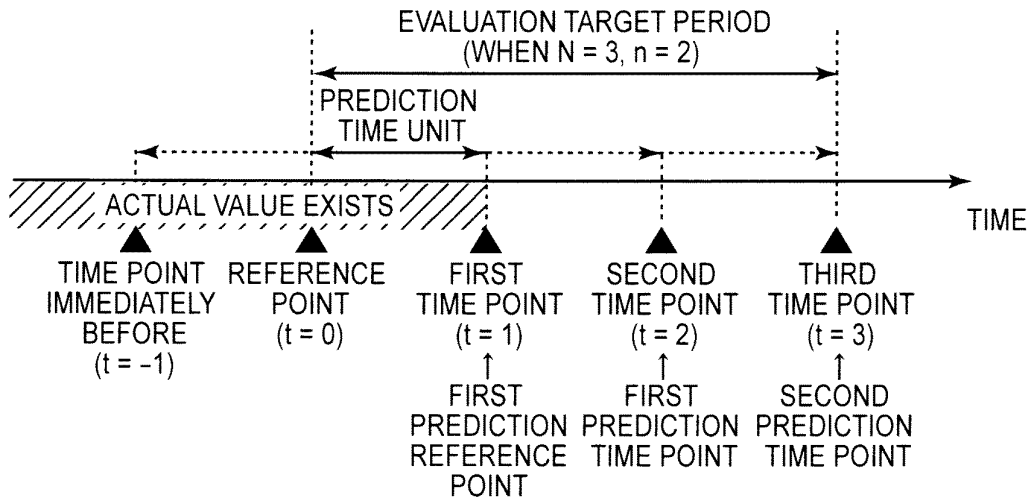 EVALUATION TARGET PERIOD
(WHEN N = 3, n = 2)
PREDICTION
TIME UNIT
ACTUAL VALUE EXISTS
TIME
TIME POINT
IMMEDIATELY
BEFORE
(t = –1)
REFERENCE
POINT
(t = 0)
FIRST
TIME POINT
(t = 1)
↑
FIRST
PREDICTION
REFERENCE
POINT
SECOND
TIME POINT
(t = 2)
↑
FIRST
PREDICTION
TIME POINT
THIRD
TIME POINT
(t = 3)
↑
SECOND
PREDICTION
TIME POINT